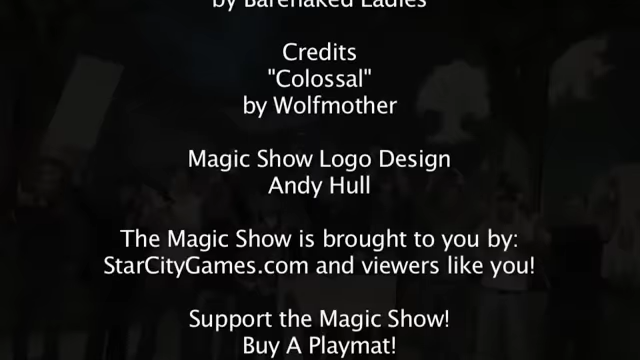 by Barenaked Ladies
Credits
"Colossal"
by Wolfmother
Magic Show Logo Design
Andy Hull
The Magic Show is brought to you by:
StarCityGames.com and viewers like you!
Support the Magic Show!
Buy A Playmat!